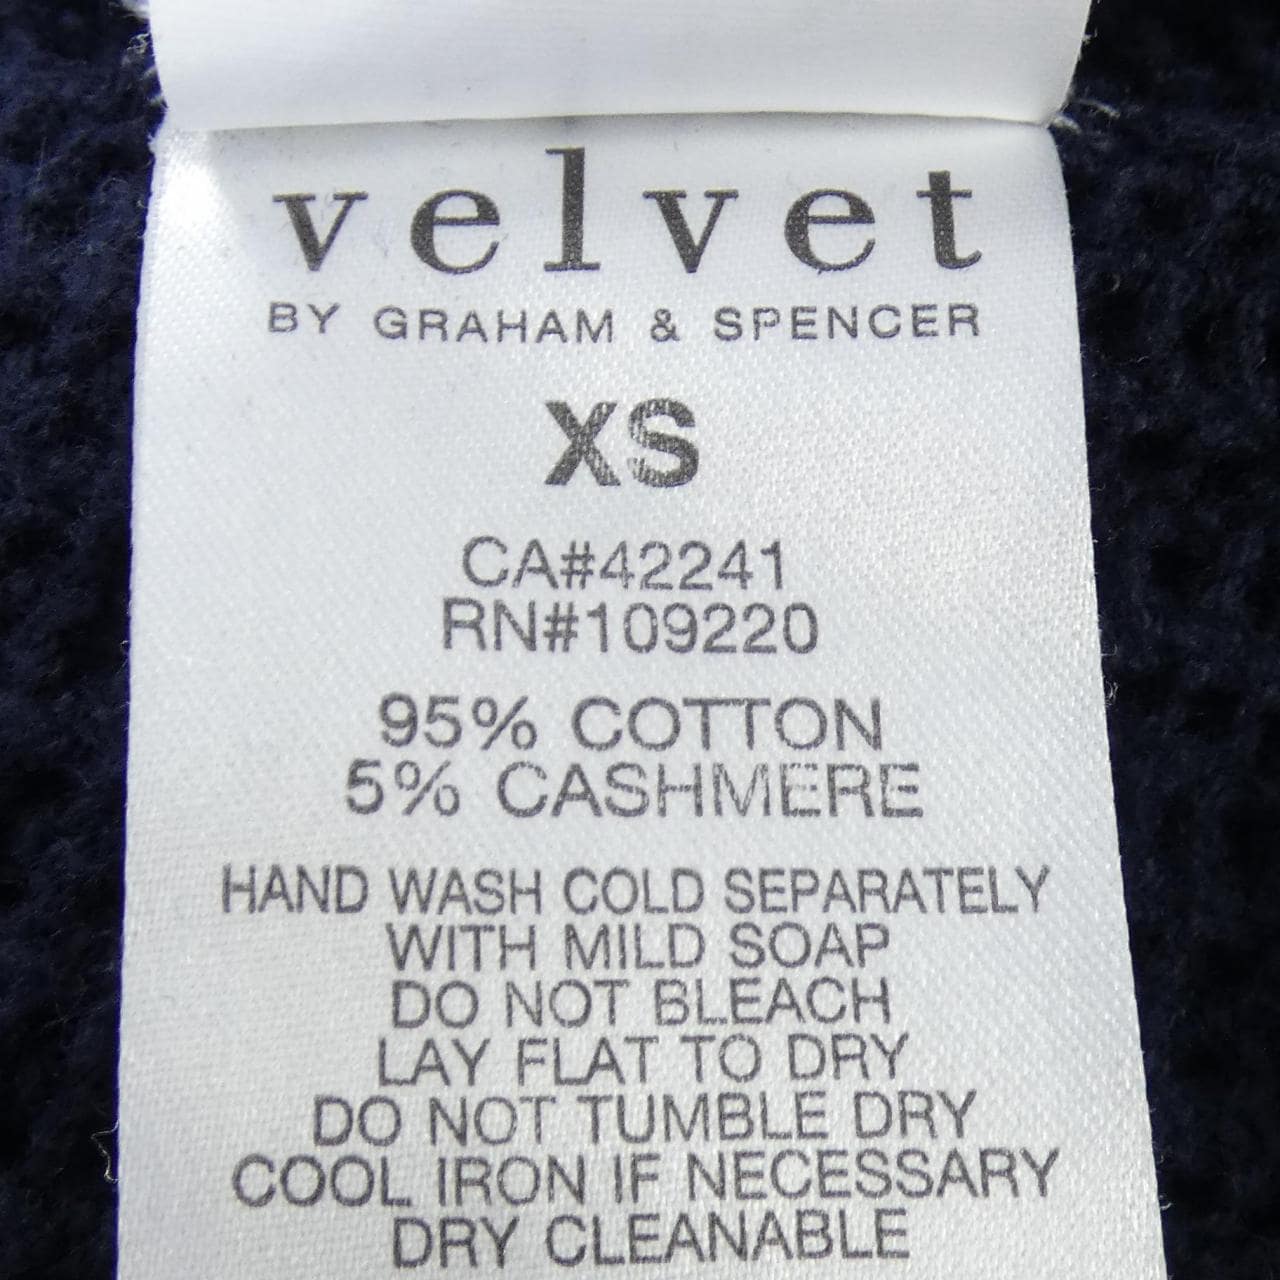 velvet
BY GRAHAM & SPENCER
XS
CA#42241
RN#109220
95% COTTON
5% CASHMERE
HAND WASH COLD SEPARATELY
WITH MILD SOAP
DO NOT BLEACH
LAY FLAT TO DRY
DO NOT TUMBLE DRY
COOL IRON IF NECESSARY
DRY CLEANABLE